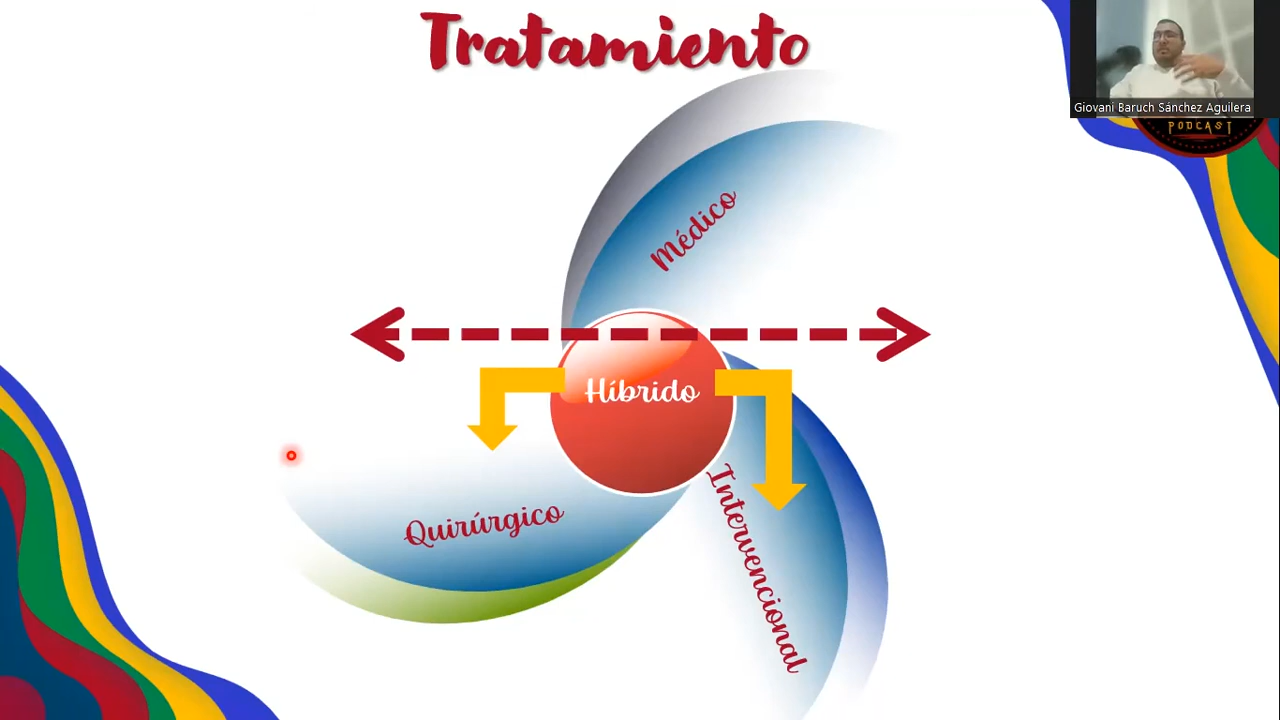 Tratamiento
Giovani Baruch Sánchez Aguilera
PODCAST
Médico
Híbrido
Quirúrgico
Intervencional